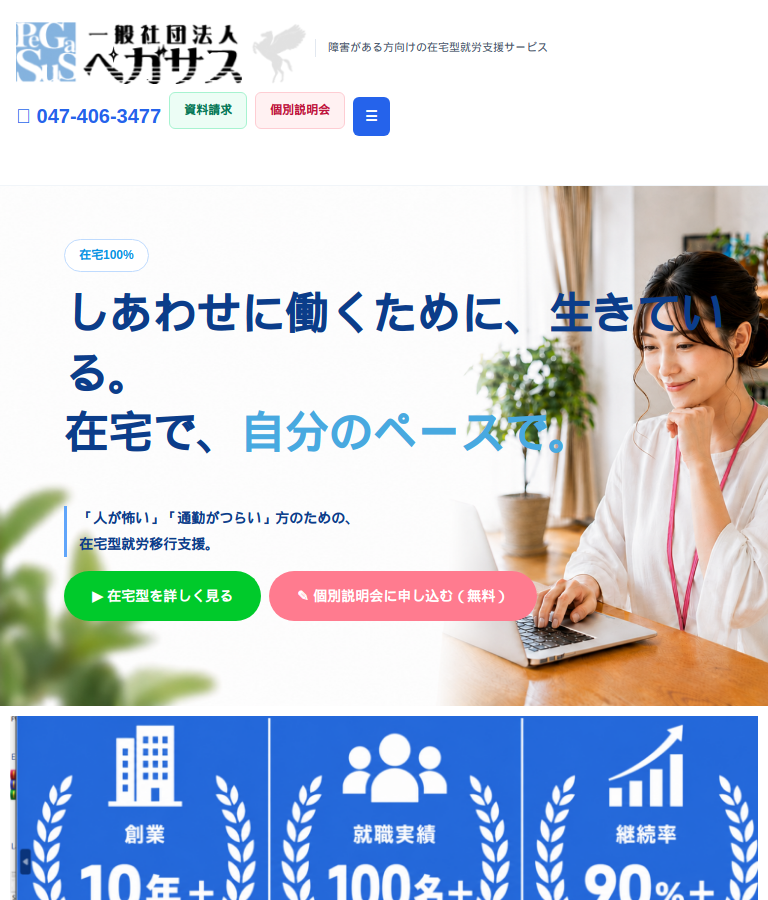 PeGaSUS
一般社団法人
ペガサス
障害がある方向けの在宅型就労支援サービス
047-406-3477
資料請求
個別説明会
☰
在宅100%
しあわせに働くために、生きてい
る。
在宅で、自分のペースで。
「人が怖い」「通勤がつらい」方のための、
在宅型就労移行支援。
▶ 在宅型を詳しく見る
✎ 個別説明会に申し込む（無料）
創業
就職実績
継続率
10年+
100名+
90%+